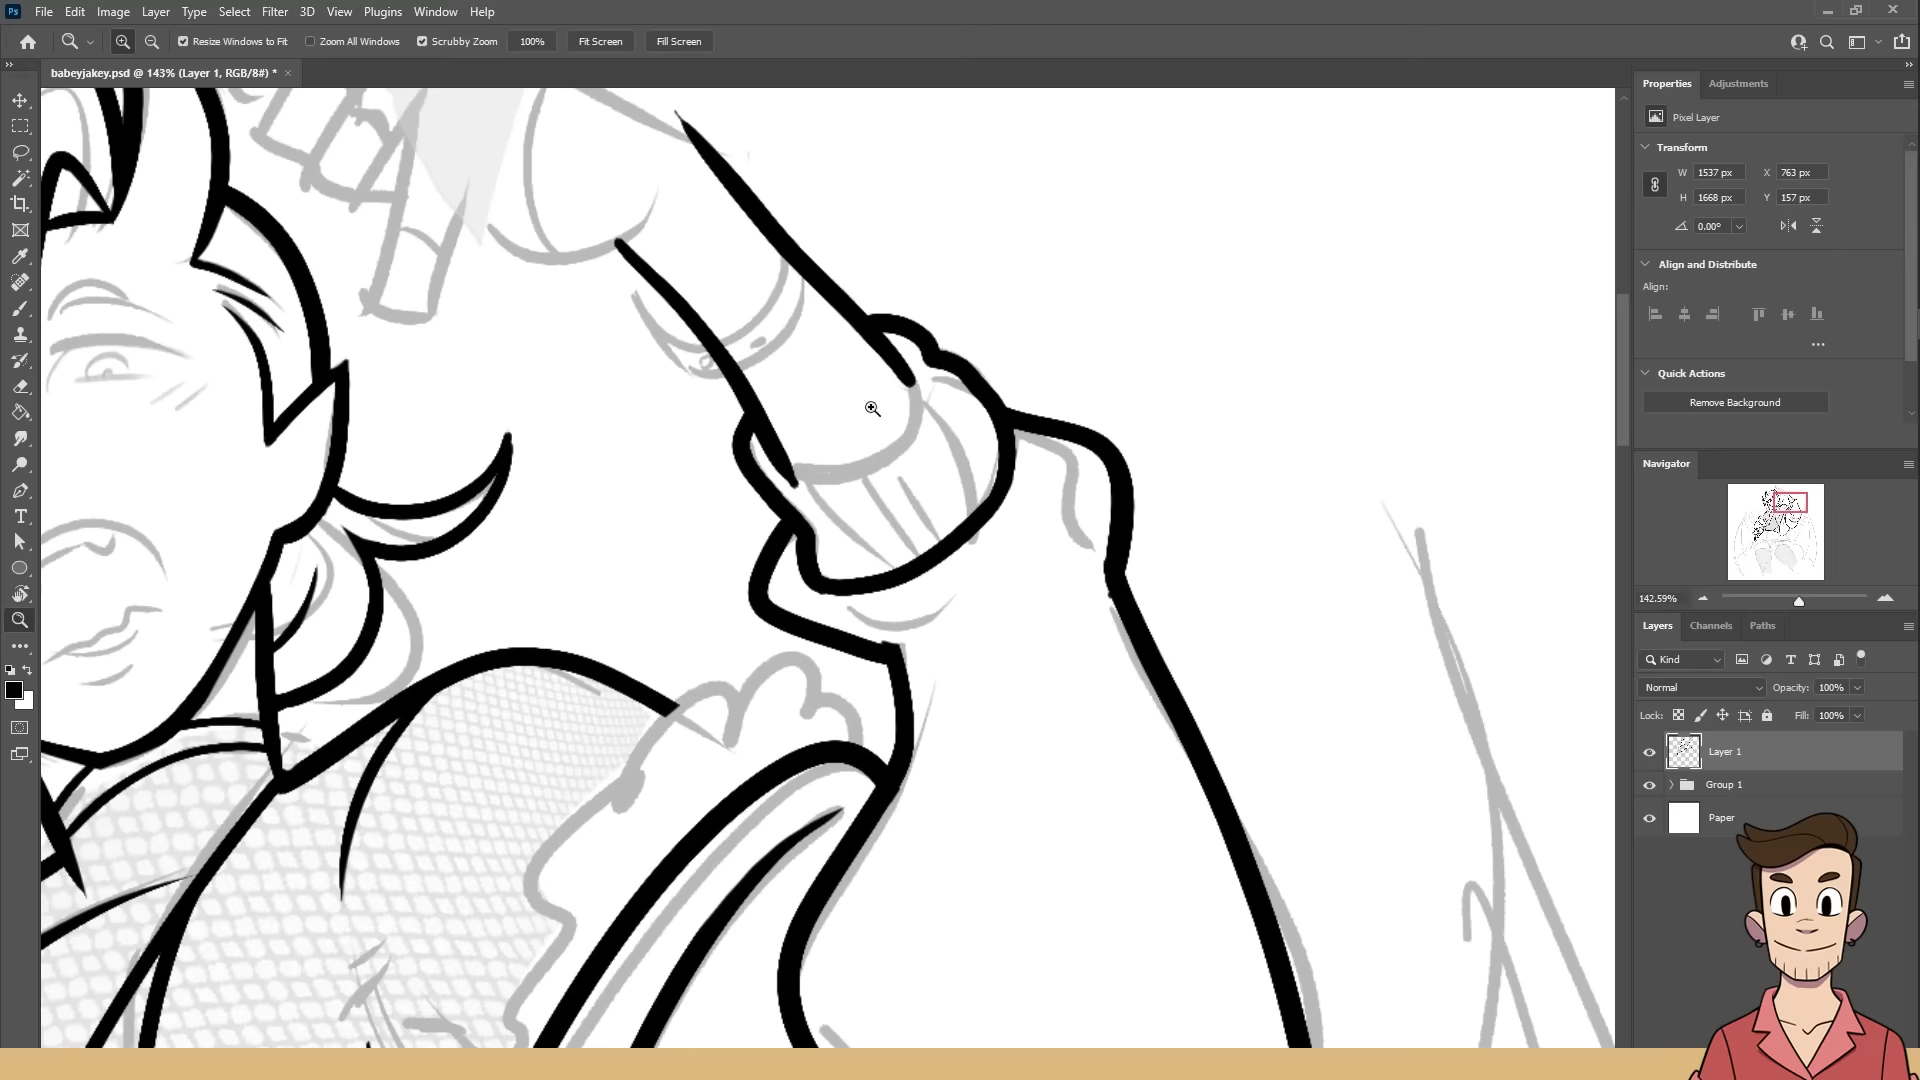 Ps File Edit Image Layer Type Select Filter 3D View Plugins Window Help
Resize Windows to Fit Zoom All Windows Scrubby Zoom 100% Fit Screen Fill Screen
babeyjakey.psd @ 143% (Layer 1, RGB/8#) *
Properties Adjustments
Pixel Layer
Transform
W 1537 px X 763 px
H 1668 px Y 157 px
0.00°
Align and Distribute
Align:
Quick Actions
Remove Background
Navigator
142.59%
Layers Channels Paths
Kind
Normal Opacity: 100%
Lock: Fill: 100%
Layer 1
Group 1
Paper